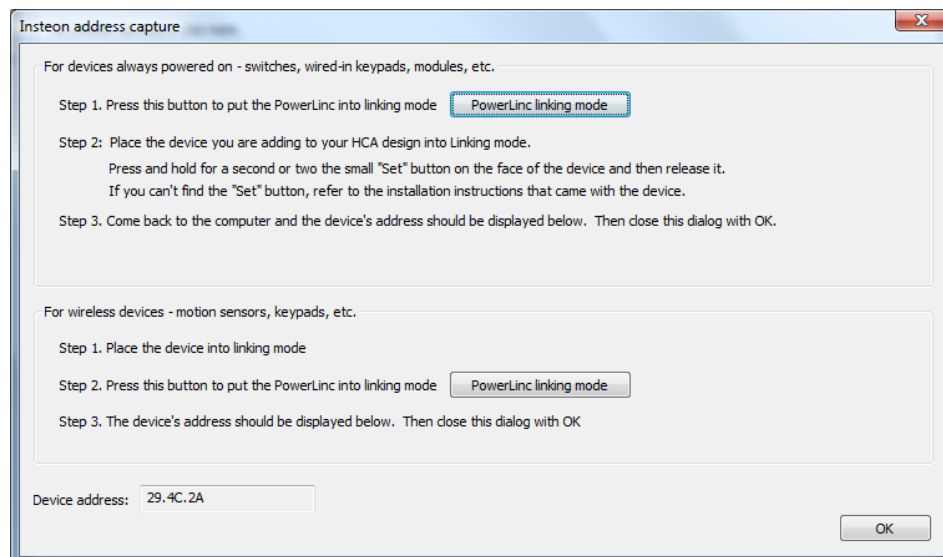 Insteon address capture
For devices always powered on - switches, wired-in keypads, modules, etc.
Step 1. Press this button to put the PowerLinc into linking mode PowerLinc linking mode
Step 2: Place the device you are adding to your HCA design into Linking mode.
Press and hold for a second or two the small "Set" button on the face of the device and then release it.
If you can't find the "Set" button, refer to the installation instructions that came with the device.
Step 3. Come back to the computer and the device's address should be displayed below. Then close this dialog with OK.
For wireless devices - motion sensors, keypads, etc.
Step 1. Place the device into linking mode
Step 2. Press this button to put the PowerLinc into linking mode PowerLinc linking mode
Step 3. The device's address should be displayed below. Then close this dialog with OK
Device address: 29.4C.2A
OK